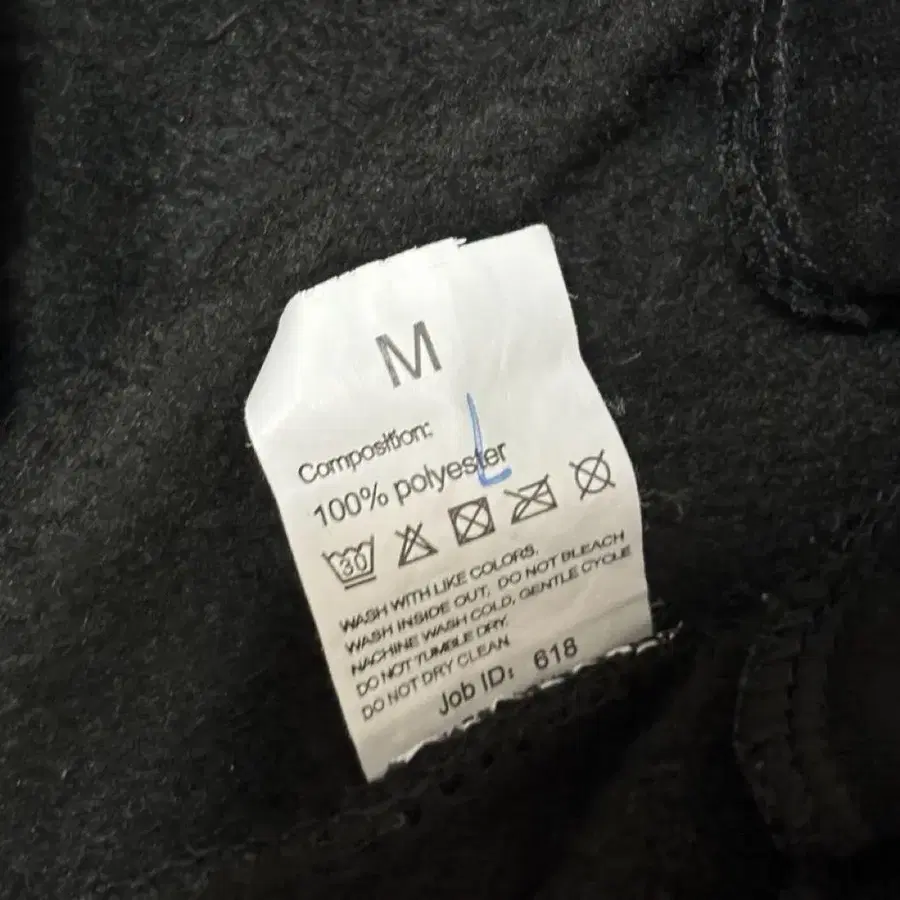 M
Composition:
L
100% polyester
30
WASH WITH LIKE COLORS.
WASH INSIDE OUT, DO NOT BLEACH
MACHINE WASH COLD, GENTLE CYCLE
DO NOT TUMBLE DRY.
DO NOT DRY CLEAN
Job ID: 618